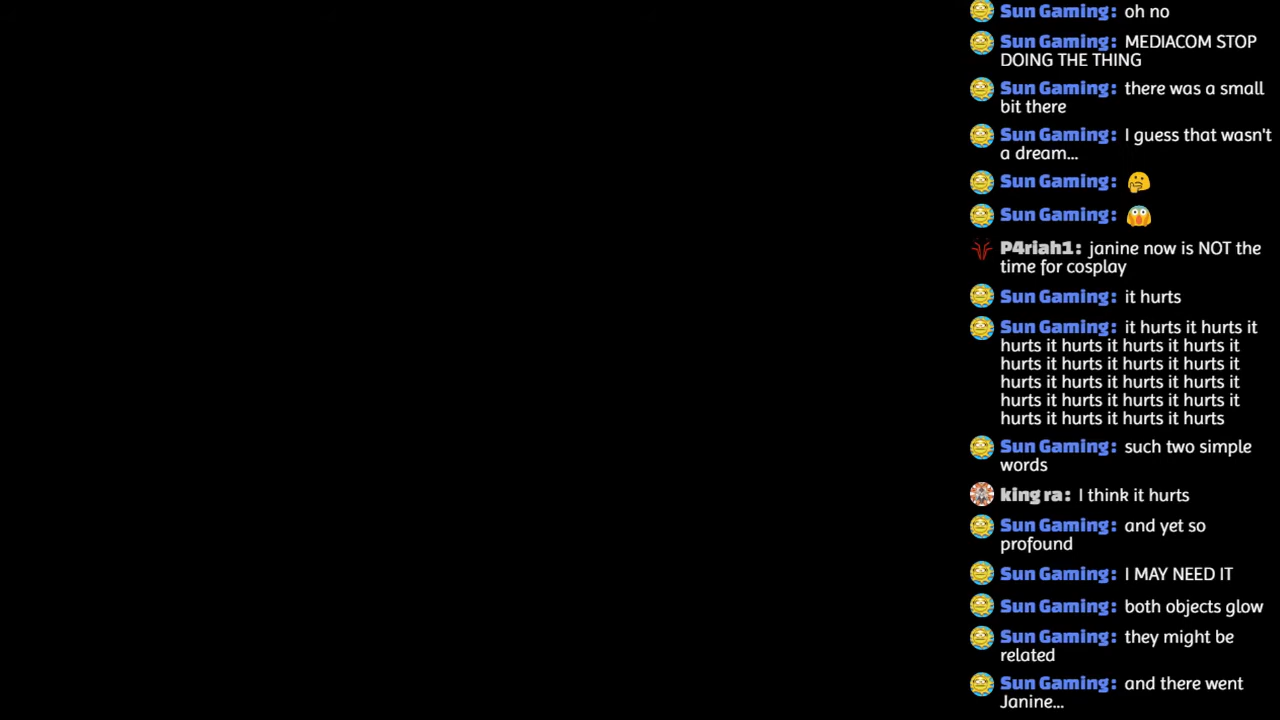 Sun Gaming: oh no
Sun Gaming: MEDIACOM STOP
DOING THE THING
Sun Gaming: there was a small
bit there
Sun Gaming: I guess that wasn't
a dream...
Sun Gaming: 🤔
Sun Gaming: 😱
P4riah1: janine now is NOT the
time for cosplay
Sun Gaming: it hurts
Sun Gaming: it hurts it hurts it
hurts it hurts it hurts it hurts it
hurts it hurts it hurts it hurts it
hurts it hurts it hurts it hurts it
hurts it hurts it hurts it hurts it
hurts it hurts it hurts it hurts
Sun Gaming: such two simple
words
king ra: I think it hurts
Sun Gaming: and yet so
profound
Sun Gaming: I MAY NEED IT
Sun Gaming: both objects glow
Sun Gaming: they might be
related
Sun Gaming: and there went
Janine...